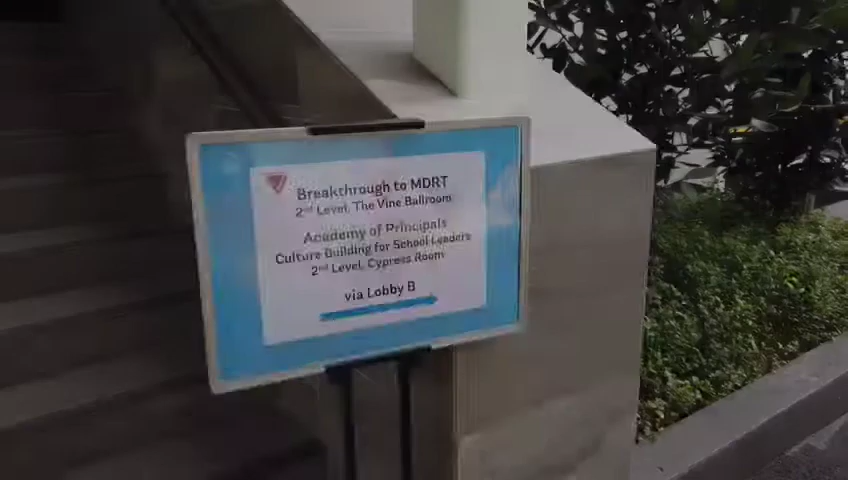 Breakthrough to MDRT
2nd Level, The Vine Ballroom
Academy of Principals
Culture Building for School Leaders
2nd Level, Cypress Room
via Lobby B